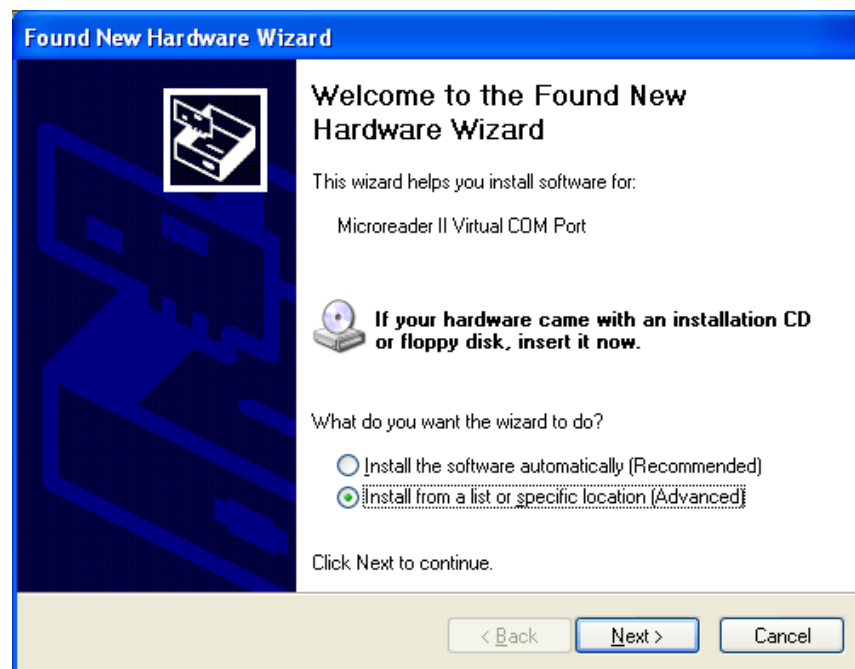 Found New Hardware Wizard
Welcome to the Found New
Hardware Wizard
This wizard helps you install software for:
Microreader II Virtual COM Port
If your hardware came with an installation CD
or floppy disk, insert it now.
What do you want the wizard to do?
Install the software automatically (Recommended)
Install from a list or specific location (Advanced)
Click Next to continue.
< Back Next > Cancel